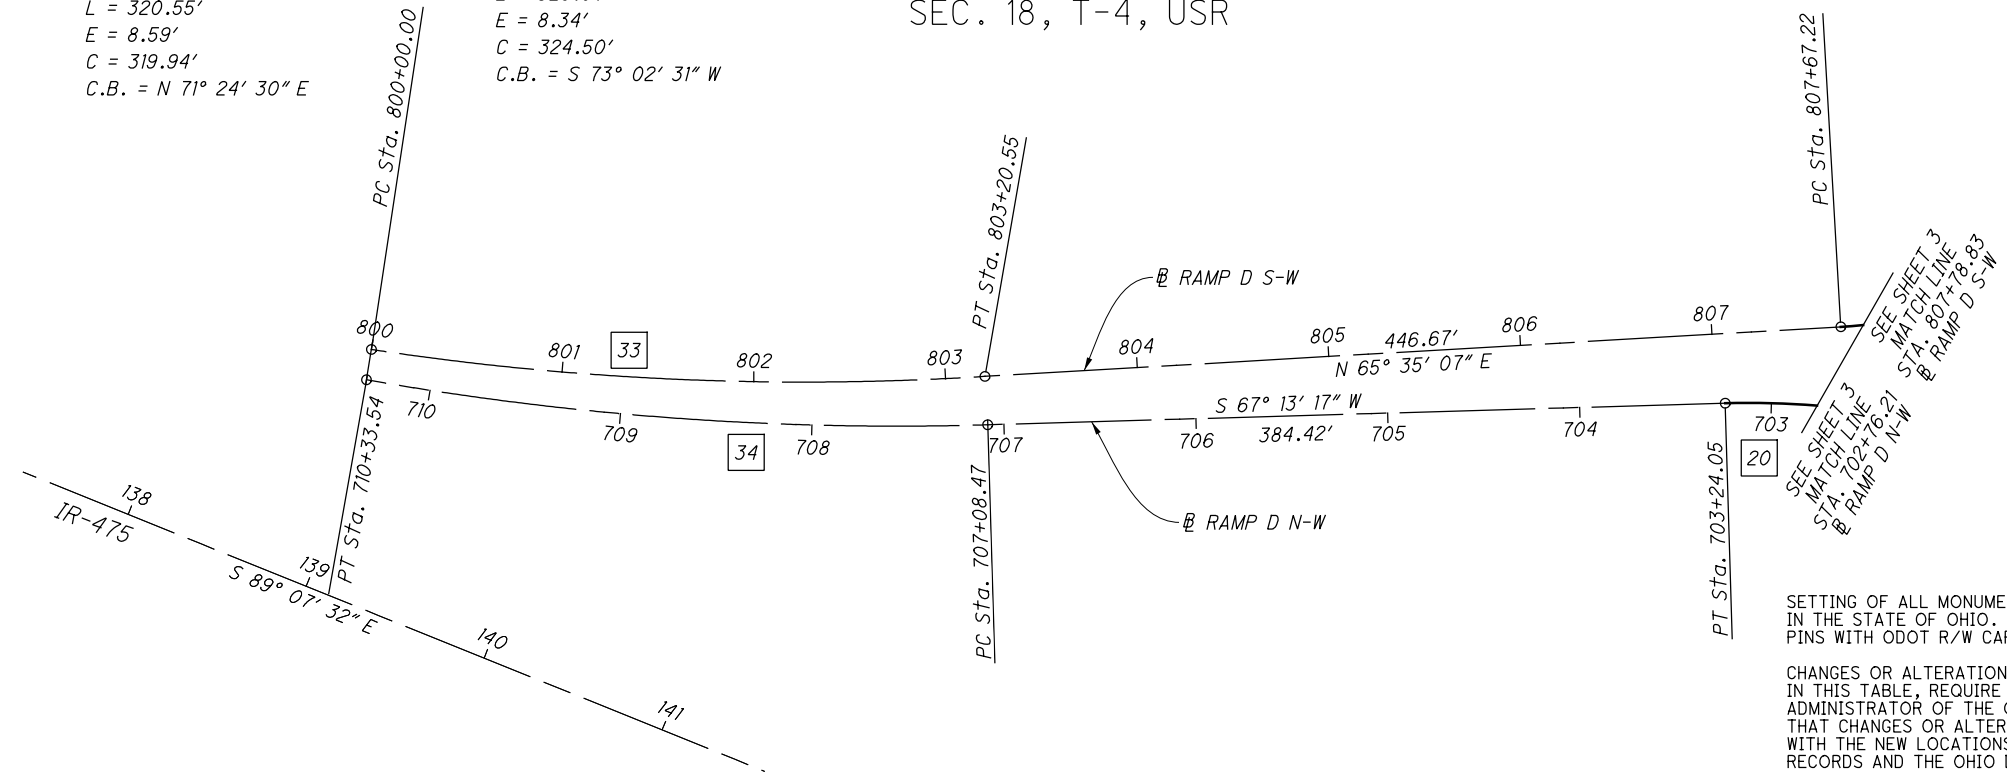 L = 320.55'
E = 8.59'
C = 319.94'
C.B. = N 71° 24' 30" E
E = 8.34'
C = 324.50'
C.B. = S 73° 02' 31" W
SEC. 18, T-4, USR
PC Sta. 800+00.00
PT Sta. 803+20.55
PC Sta. 807+67.22
800
801
33
802
803
804
805
806
807
℄ RAMP D S-W
446.67'
N 65° 35' 07" E
SEE SHEET 3
MATCH LINE
STA. 807+78.83
℄ RAMP D S-W
710
709
34
708
707
706
705
704
703
20
S 67° 13' 17" W
384.42'
℄ RAMP D N-W
SEE SHEET 3
MATCH LINE
STA. 702+76.21
℄ RAMP D N-W
PT Sta. 710+33.54
PC Sta. 707+08.47
PT Sta. 703+24.05
138
IR-475
139
S 89° 07' 32" E
140
141
SETTING OF ALL MONUME
IN THE STATE OF OHIO.
PINS WITH ODOT R/W CA
CHANGES OR ALTERATION
IN THIS TABLE, REQUIRE
ADMINISTRATOR OF THE
THAT CHANGES OR ALTER
WITH THE NEW LOCATIONS
RECORDS AND THE OHIO